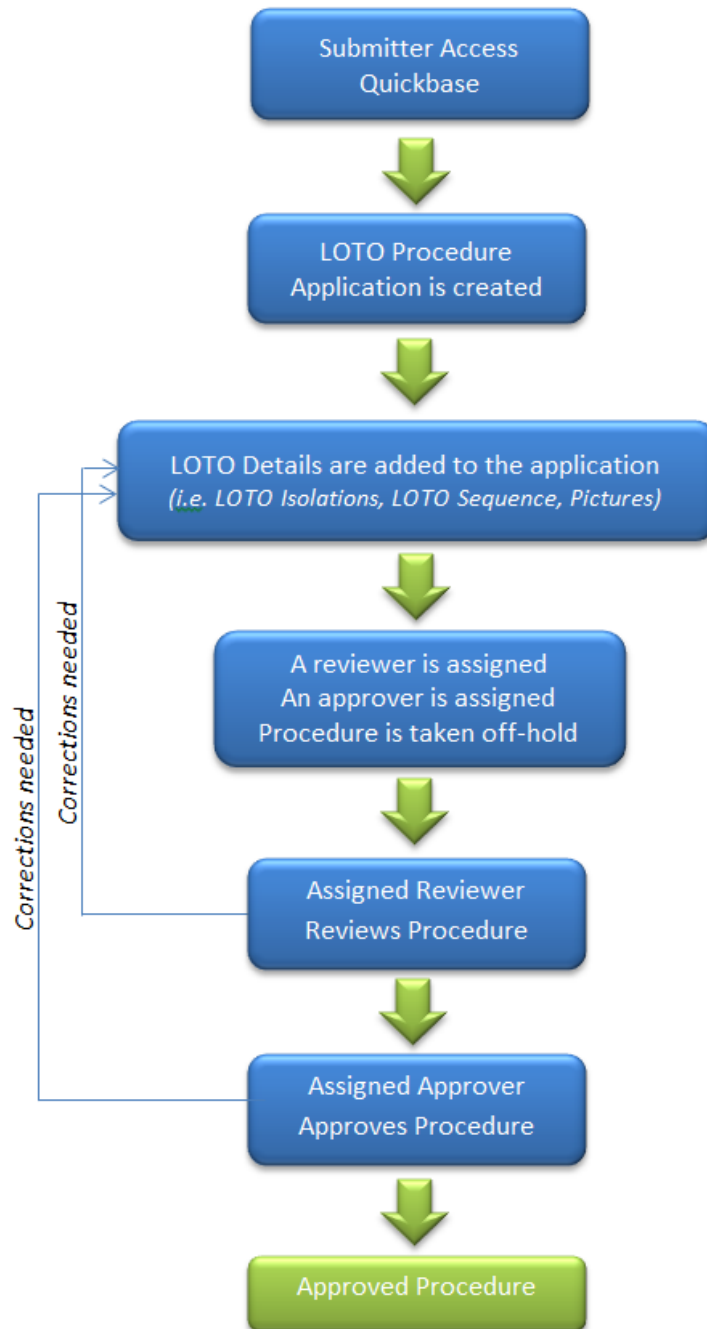 Submitter Access
Quickbase
LOTO Procedure
Application is created
LOTO Details are added to the application
(i.e. LOTO Isolations, LOTO Sequence, Pictures)
A reviewer is assigned
An approver is assigned
Procedure is taken off-hold
Corrections needed
Corrections needed
Assigned Reviewer
Reviews Procedure
Assigned Approver
Approves Procedure
Approved Procedure